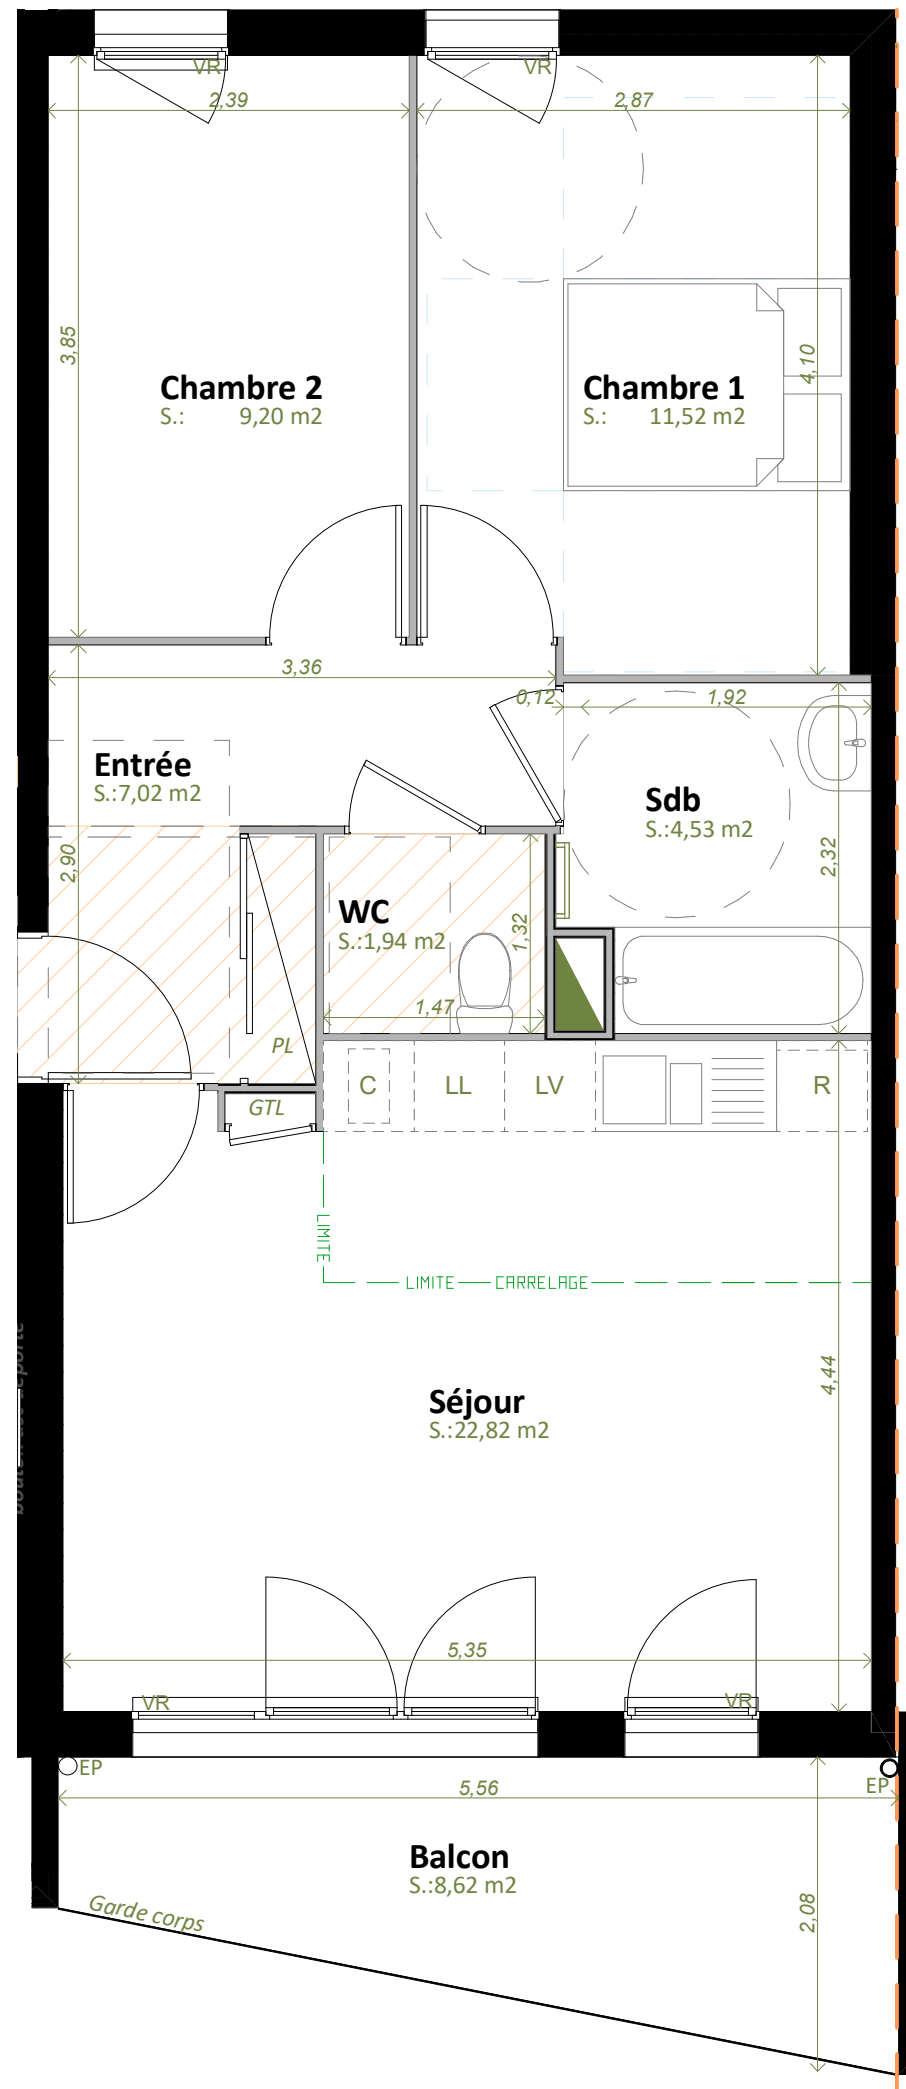 VR
VR
2,39
2,87
3,85
4,10
Chambre 2
S.: 9,20 m2
Chambre 1
S.: 11,52 m2
3,36
0,12
1,92
Entrée
S.:7,02 m2
Sdb
S.:4,53 m2
2,90
2,32
WC
S.:1,94 m2
1,32
1,47
PL
GTL
C
LL
LV
R
LIMITE
LIMITE CARRELAGE
4,44
Séjour
S.:22,82 m2
5,35
VR
VR
EP
EP
5,56
Balcon
S.:8,62 m2
Garde corps
2,08